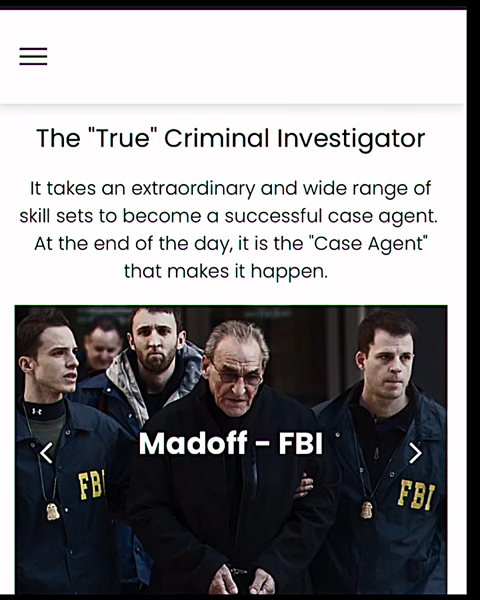 The "True" Criminal Investigator
It takes an extraordinary and wide range of
skill sets to become a successful case agent.
At the end of the day, it is the "Case Agent"
that makes it happen.
Madoff - FBI
FBI
FBI